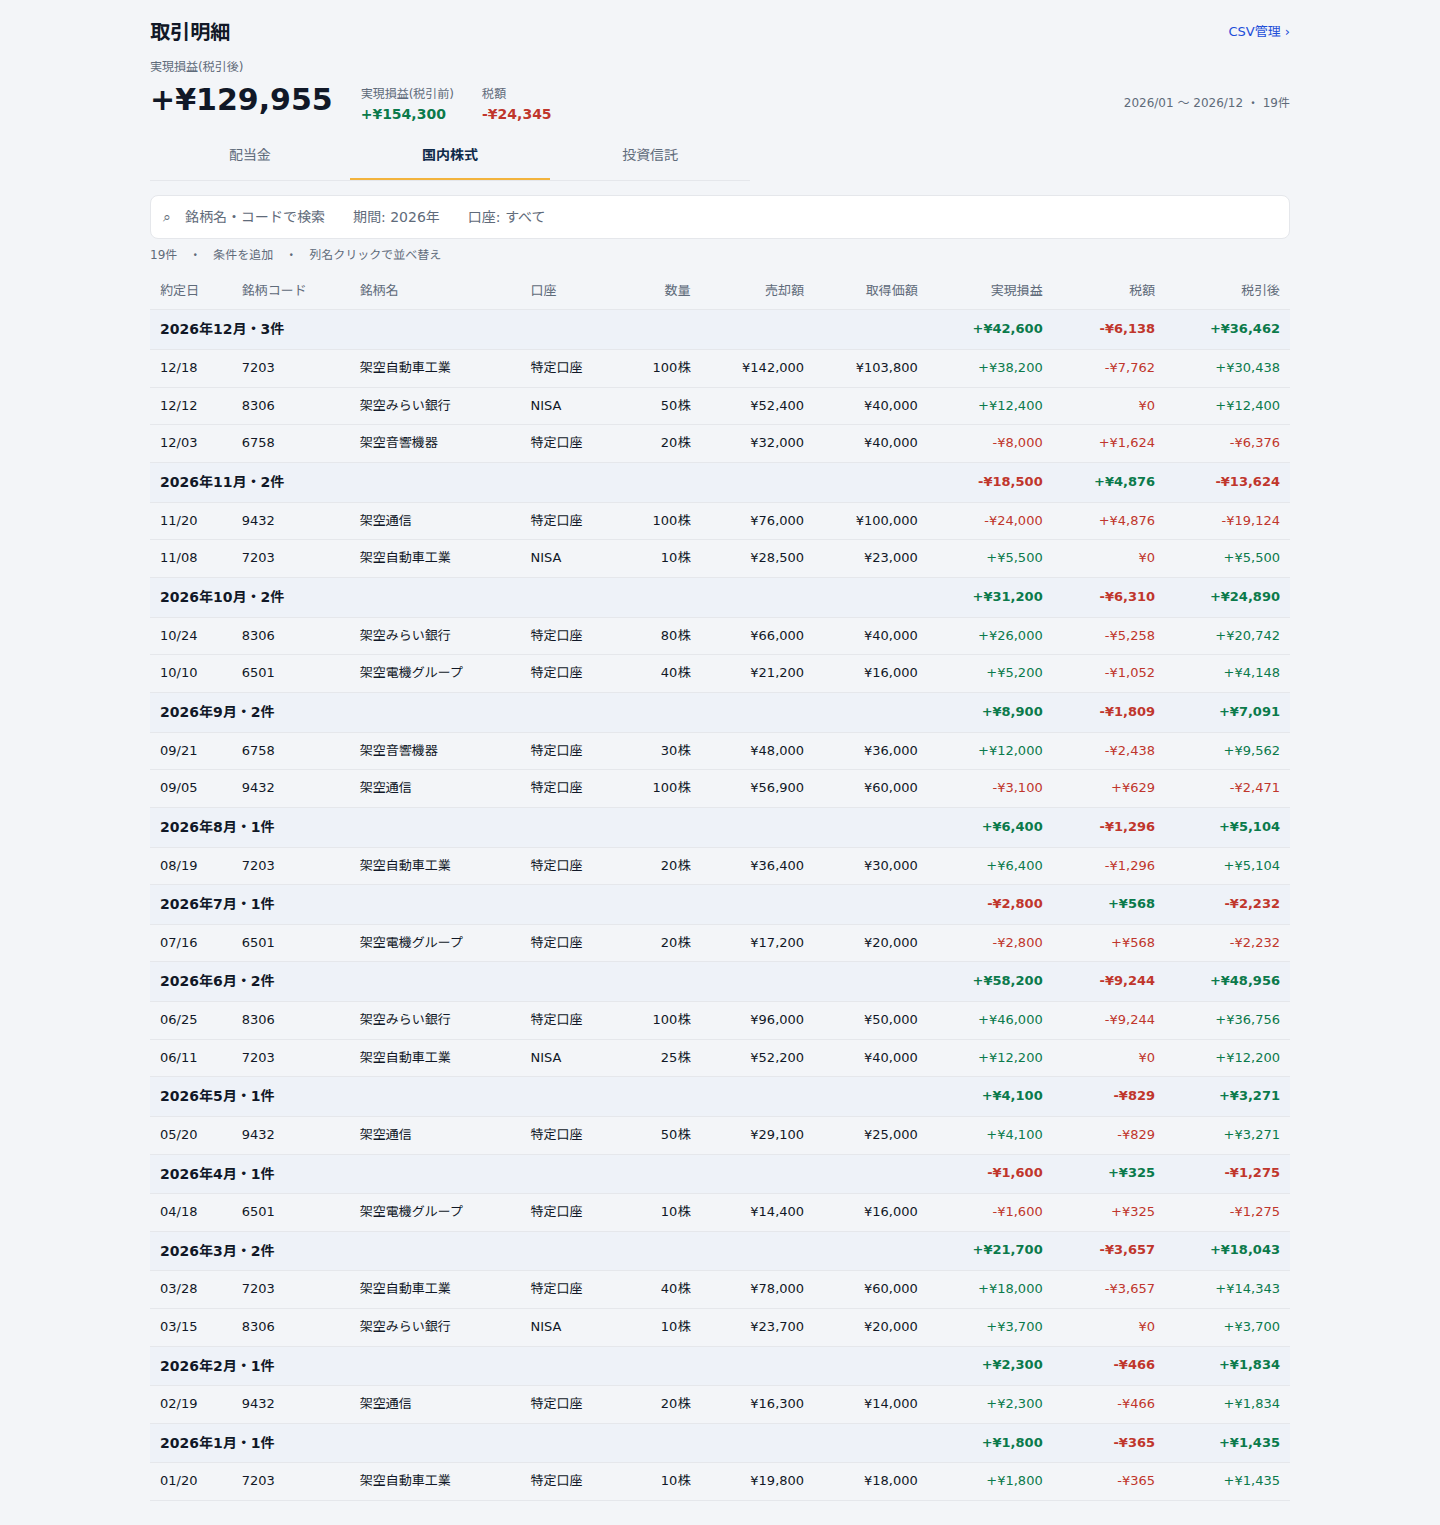 取引明細
CSV管理 ›
実現損益(税引後)
+¥129,955 実現損益(税引前) 税額
+¥154,300 -¥24,345
2026/01 〜 2026/12 ・ 19件
配当金 国内株式 投資信託
銘柄名・コードで検索 期間: 2026年 口座: すべて
19件 ・ 条件を追加 ・ 列名クリックで並べ替え
約定日 銘柄コード 銘柄名 口座 数量 売却額 取得価額 実現損益 税額 税引後
2026年12月・3件 +¥42,600 -¥6,138 +¥36,462
12/18 7203 架空自動車工業 特定口座 100株 ¥142,000 ¥103,800 +¥38,200 -¥7,762 +¥30,438
12/12 8306 架空みらい銀行 NISA 50株 ¥52,400 ¥40,000 +¥12,400 ¥0 +¥12,400
12/03 6758 架空音響機器 特定口座 20株 ¥32,000 ¥40,000 -¥8,000 +¥1,624 -¥6,376
2026年11月・2件 -¥18,500 +¥4,876 -¥13,624
11/20 9432 架空通信 特定口座 100株 ¥76,000 ¥100,000 -¥24,000 +¥4,876 -¥19,124
11/08 7203 架空自動車工業 NISA 10株 ¥28,500 ¥23,000 +¥5,500 ¥0 +¥5,500
2026年10月・2件 +¥31,200 -¥6,310 +¥24,890
10/24 8306 架空みらい銀行 特定口座 80株 ¥66,000 ¥40,000 +¥26,000 -¥5,258 +¥20,742
10/10 6501 架空電機グループ 特定口座 40株 ¥21,200 ¥16,000 +¥5,200 -¥1,052 +¥4,148
2026年9月・2件 +¥8,900 -¥1,809 +¥7,091
09/21 6758 架空音響機器 特定口座 30株 ¥48,000 ¥36,000 +¥12,000 -¥2,438 +¥9,562
09/05 9432 架空通信 特定口座 100株 ¥56,900 ¥60,000 -¥3,100 +¥629 -¥2,471
2026年8月・1件 +¥6,400 -¥1,296 +¥5,104
08/19 7203 架空自動車工業 特定口座 20株 ¥36,400 ¥30,000 +¥6,400 -¥1,296 +¥5,104
2026年7月・1件 -¥2,800 +¥568 -¥2,232
07/16 6501 架空電機グループ 特定口座 20株 ¥17,200 ¥20,000 -¥2,800 +¥568 -¥2,232
2026年6月・2件 +¥58,200 -¥9,244 +¥48,956
06/25 8306 架空みらい銀行 特定口座 100株 ¥96,000 ¥50,000 +¥46,000 -¥9,244 +¥36,756
06/11 7203 架空自動車工業 NISA 25株 ¥52,200 ¥40,000 +¥12,200 ¥0 +¥12,200
2026年5月・1件 +¥4,100 -¥829 +¥3,271
05/20 9432 架空通信 特定口座 50株 ¥29,100 ¥25,000 +¥4,100 -¥829 +¥3,271
2026年4月・1件 -¥1,600 +¥325 -¥1,275
04/18 6501 架空電機グループ 特定口座 10株 ¥14,400 ¥16,000 -¥1,600 +¥325 -¥1,275
2026年3月・2件 +¥21,700 -¥3,657 +¥18,043
03/28 7203 架空自動車工業 特定口座 40株 ¥78,000 ¥60,000 +¥18,000 -¥3,657 +¥14,343
03/15 8306 架空みらい銀行 NISA 10株 ¥23,700 ¥20,000 +¥3,700 ¥0 +¥3,700
2026年2月・1件 +¥2,300 -¥466 +¥1,834
02/19 9432 架空通信 特定口座 20株 ¥16,300 ¥14,000 +¥2,300 -¥466 +¥1,834
2026年1月・1件 +¥1,800 -¥365 +¥1,435
01/20 7203 架空自動車工業 特定口座 10株 ¥19,800 ¥18,000 +¥1,800 -¥365 +¥1,435